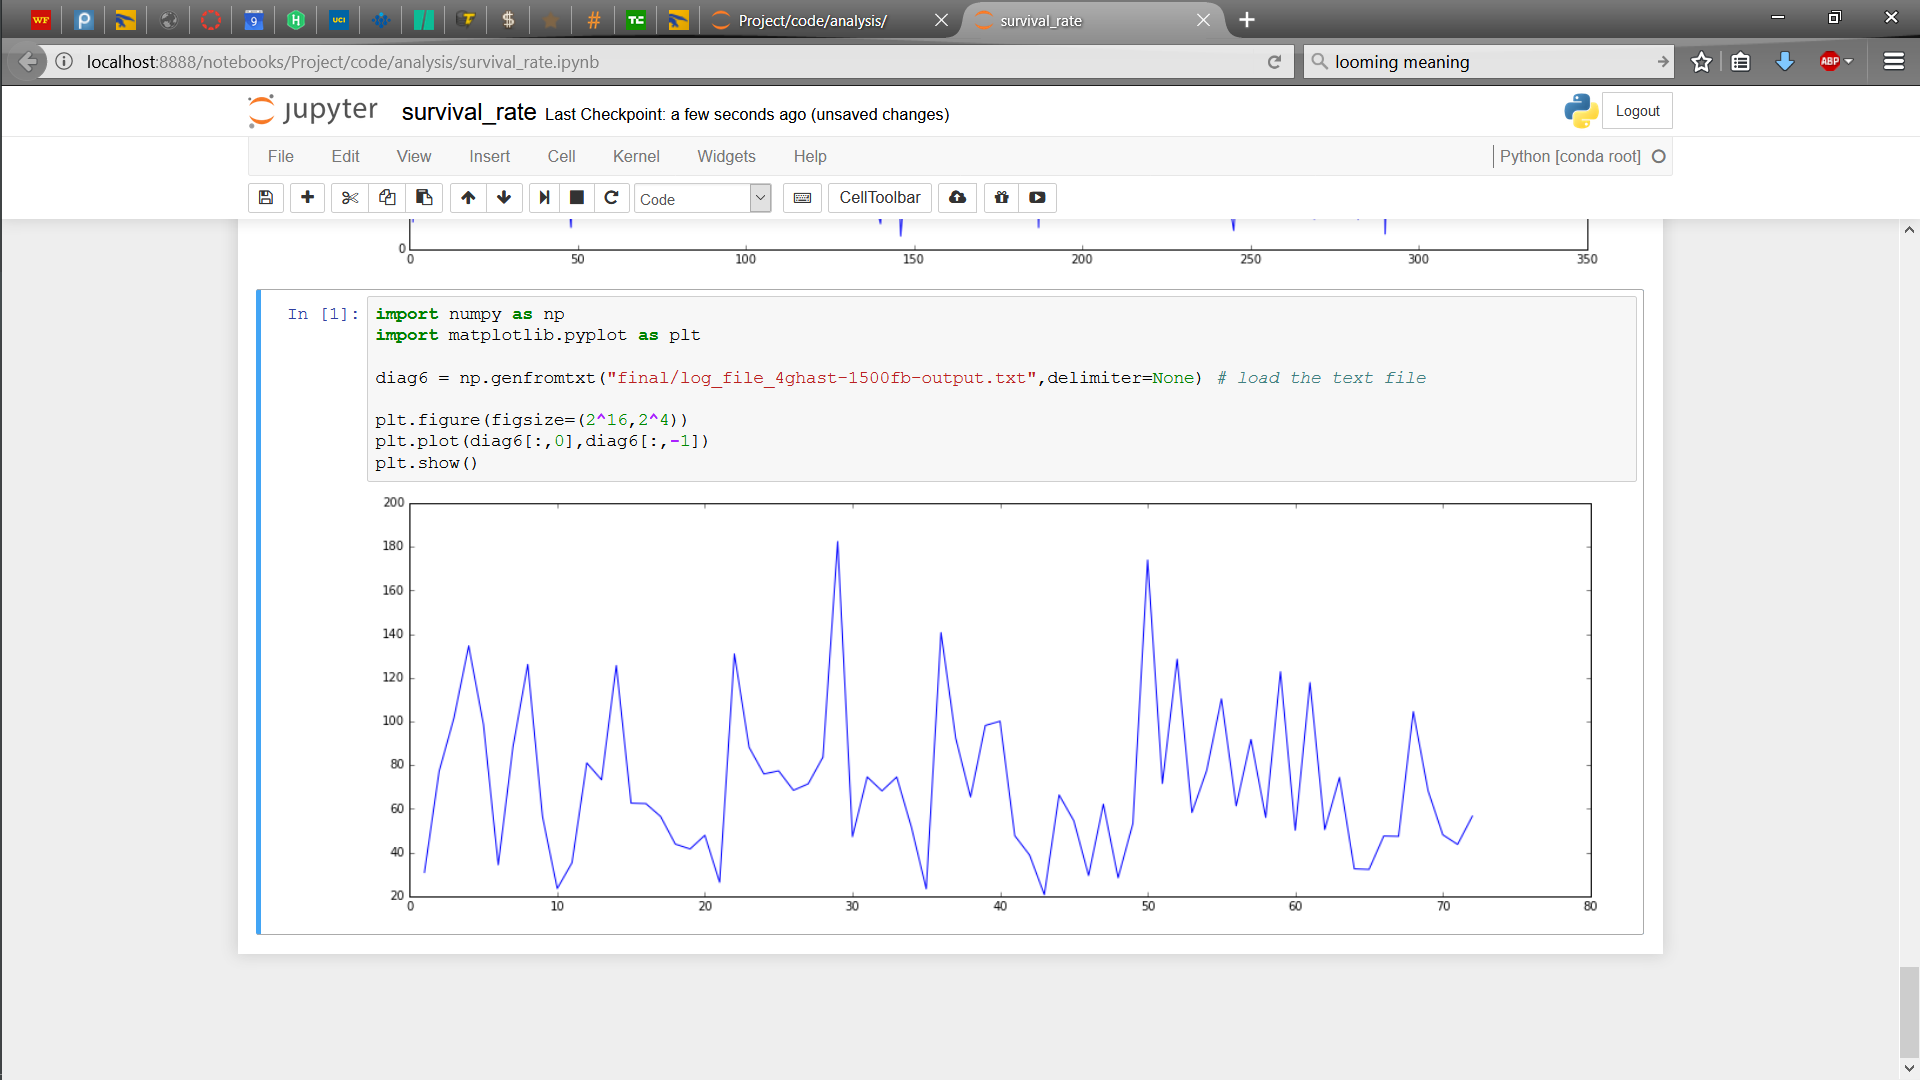 WF
P
9
H
UCI
T
$
#
TC
Project/code/analysis/
survival_rate
localhost:8888/notebooks/Project/code/analysis/survival_rate.ipynb
looming meaning
ABP
jupyter
survival_rate Last Checkpoint: a few seconds ago (unsaved changes)
Logout
File Edit View Insert Cell Kernel Widgets Help
Python [conda root]
Code
CellToolbar
0
0 50 100 150 200 250 300 350
In [1]:
import numpy as np
import matplotlib.pyplot as plt
diag6 = np.genfromtxt("final/log_file_4ghast-1500fb-output.txt",delimiter=None) # load the text file
plt.figure(figsize=(2^16,2^4))
plt.plot(diag6[:,0],diag6[:,-1])
plt.show()
200
180
160
140
120
100
80
60
40
20
0 10 20 30 40 50 60 70 80